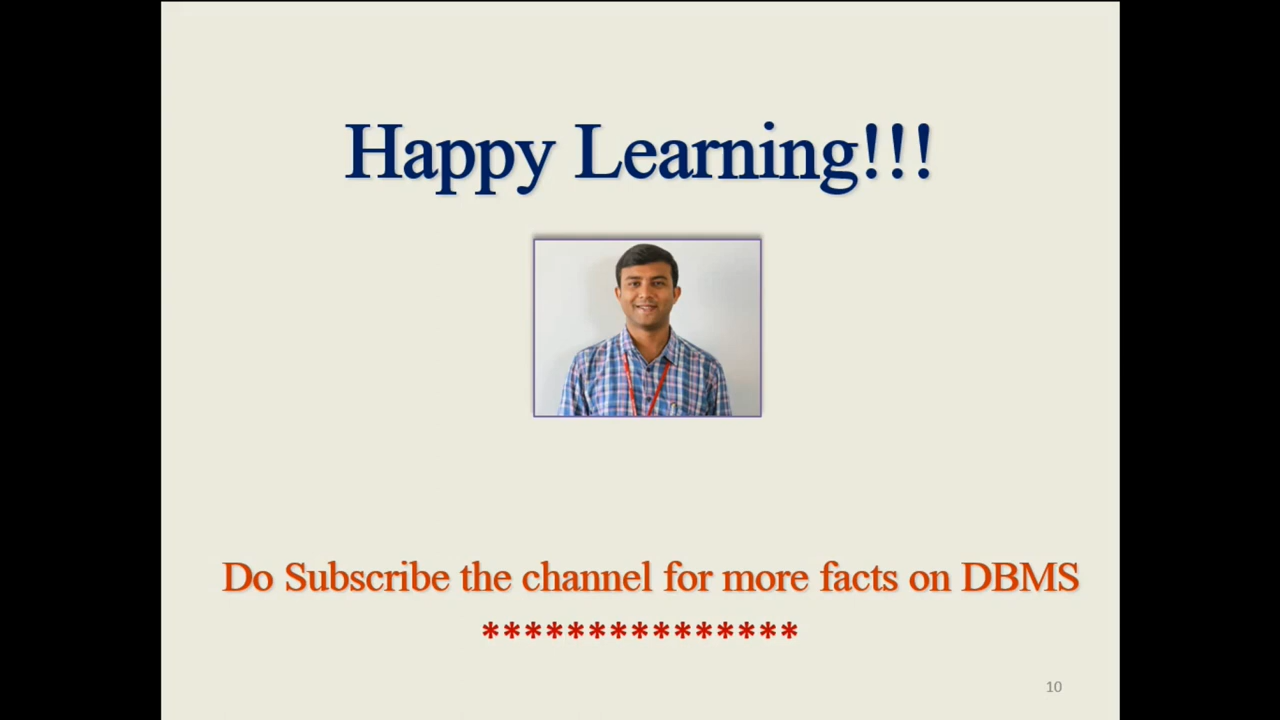 Happy Learning!!!
Do Subscribe the channel for more facts on DBMS
***************
10